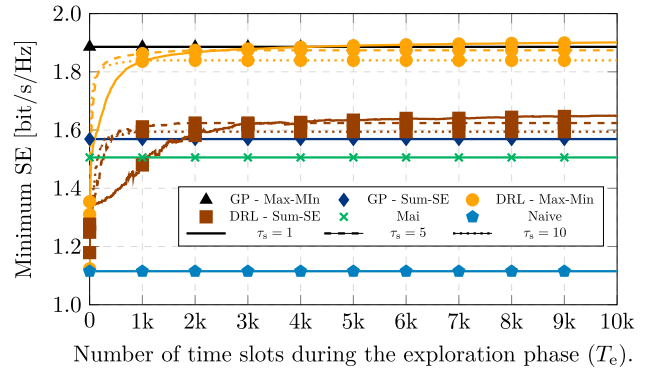 Minimum SE [bit/s/Hz]
2.0
1.8
1.6
1.4
1.2
1.0
GP - Max-MIn GP - Sum-SE DRL - Max-Min
DRL - Sum-SE Mai Naive
τs = 1 τs = 5 τs = 10
0 1k 2k 3k 4k 5k 6k 7k 8k 9k 10k
Number of time slots during the exploration phase (Te).